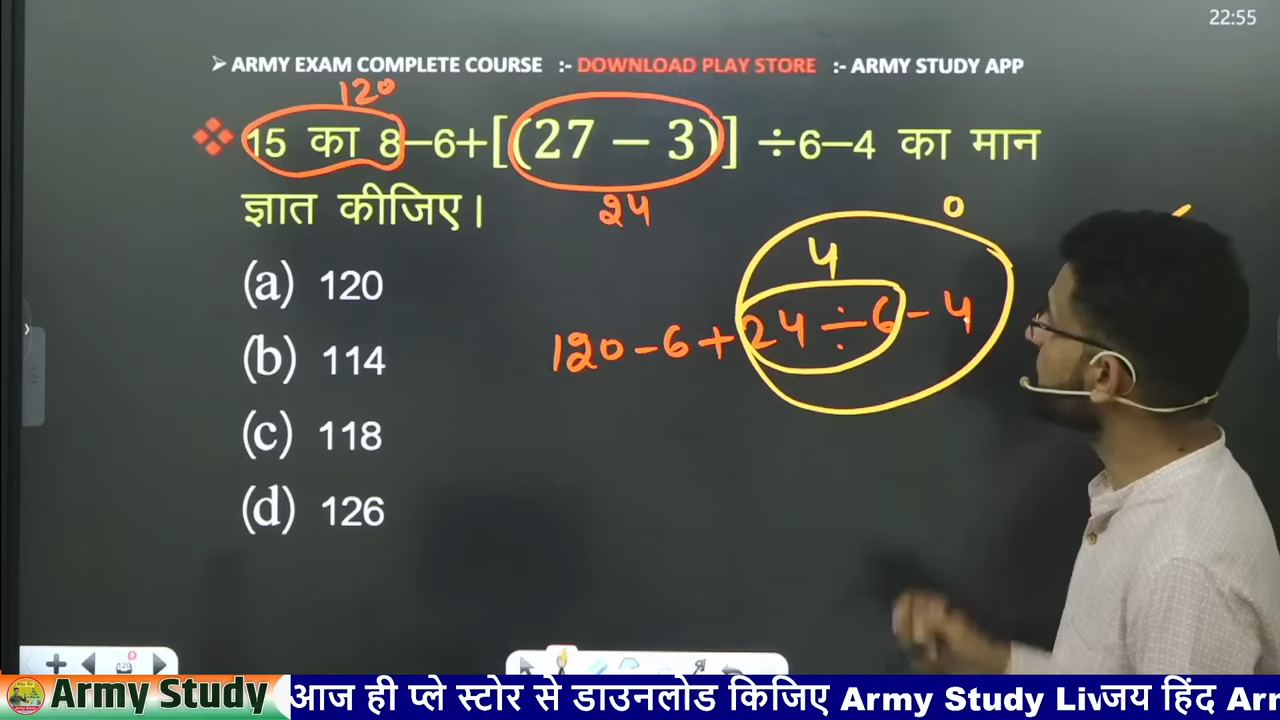 22:55
➢ ARMY EXAM COMPLETE COURSE :- DOWNLOAD PLAY STORE :- ARMY STUDY APP
120
❖ 15 का 8−6+[(27 − 3)] ÷6−4 का मान
ज्ञात कीजिए।
24
0
4
120-6+24÷6-4
(a) 120
(b) 114
(c) 118
(d) 126
Army Study आज ही प्ले स्टोर से डाउनलोड किजिए Army Study Liv जय हिंद Arm